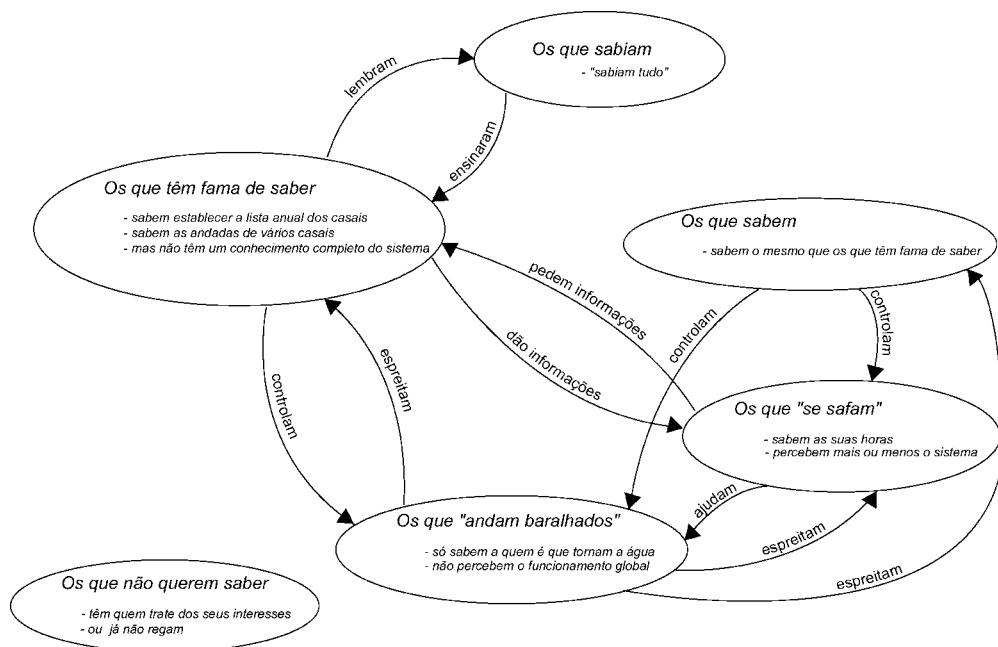 Os que sabiam
- "sabiam tudo"
lembram
ensinaram
Os que têm fama de saber
- sabem establecer a lista anual dos casais
- sabem as andadas de vários casais
- mas não têm um conhecimento completo do sistema
Os que sabem
- sabem o mesmo que os que têm fama de saber
pedem informações
dão informações
controlam
controlam
controlam
espreitam
Os que "se safam"
- sabem as suas horas
- percebem mais ou menos o sistema
ajudam
espreitam
espreitam
Os que "andam baralhados"
- só sabem a quem é que tornam a água
- não percebem o funcionamento global
Os que não querem saber
- têm quem trate dos seus interesses
- ou já não regam